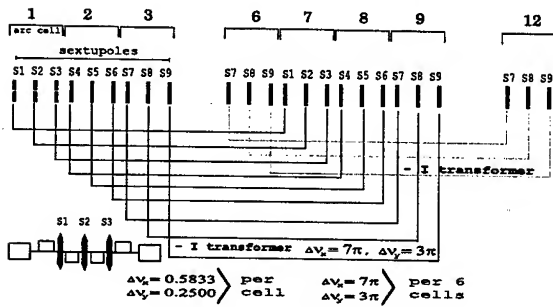 1 2 3 6 7 8 9 12
arc cell
sextupoles
S1 S2 S3 S4 S5 S6 S7 S8 S9 S7 S8 S9 S1 S2 S3 S4 S5 S6 S7 S8 S9 S7 S8 S9
- I transformer
S1 S2 S3
- I transformer Δνx = 7π, Δνy = 3π
Δνx = 0.5833 per Δνx = 7π per 6
Δνy = 0.2500 cell Δνy = 3π cells